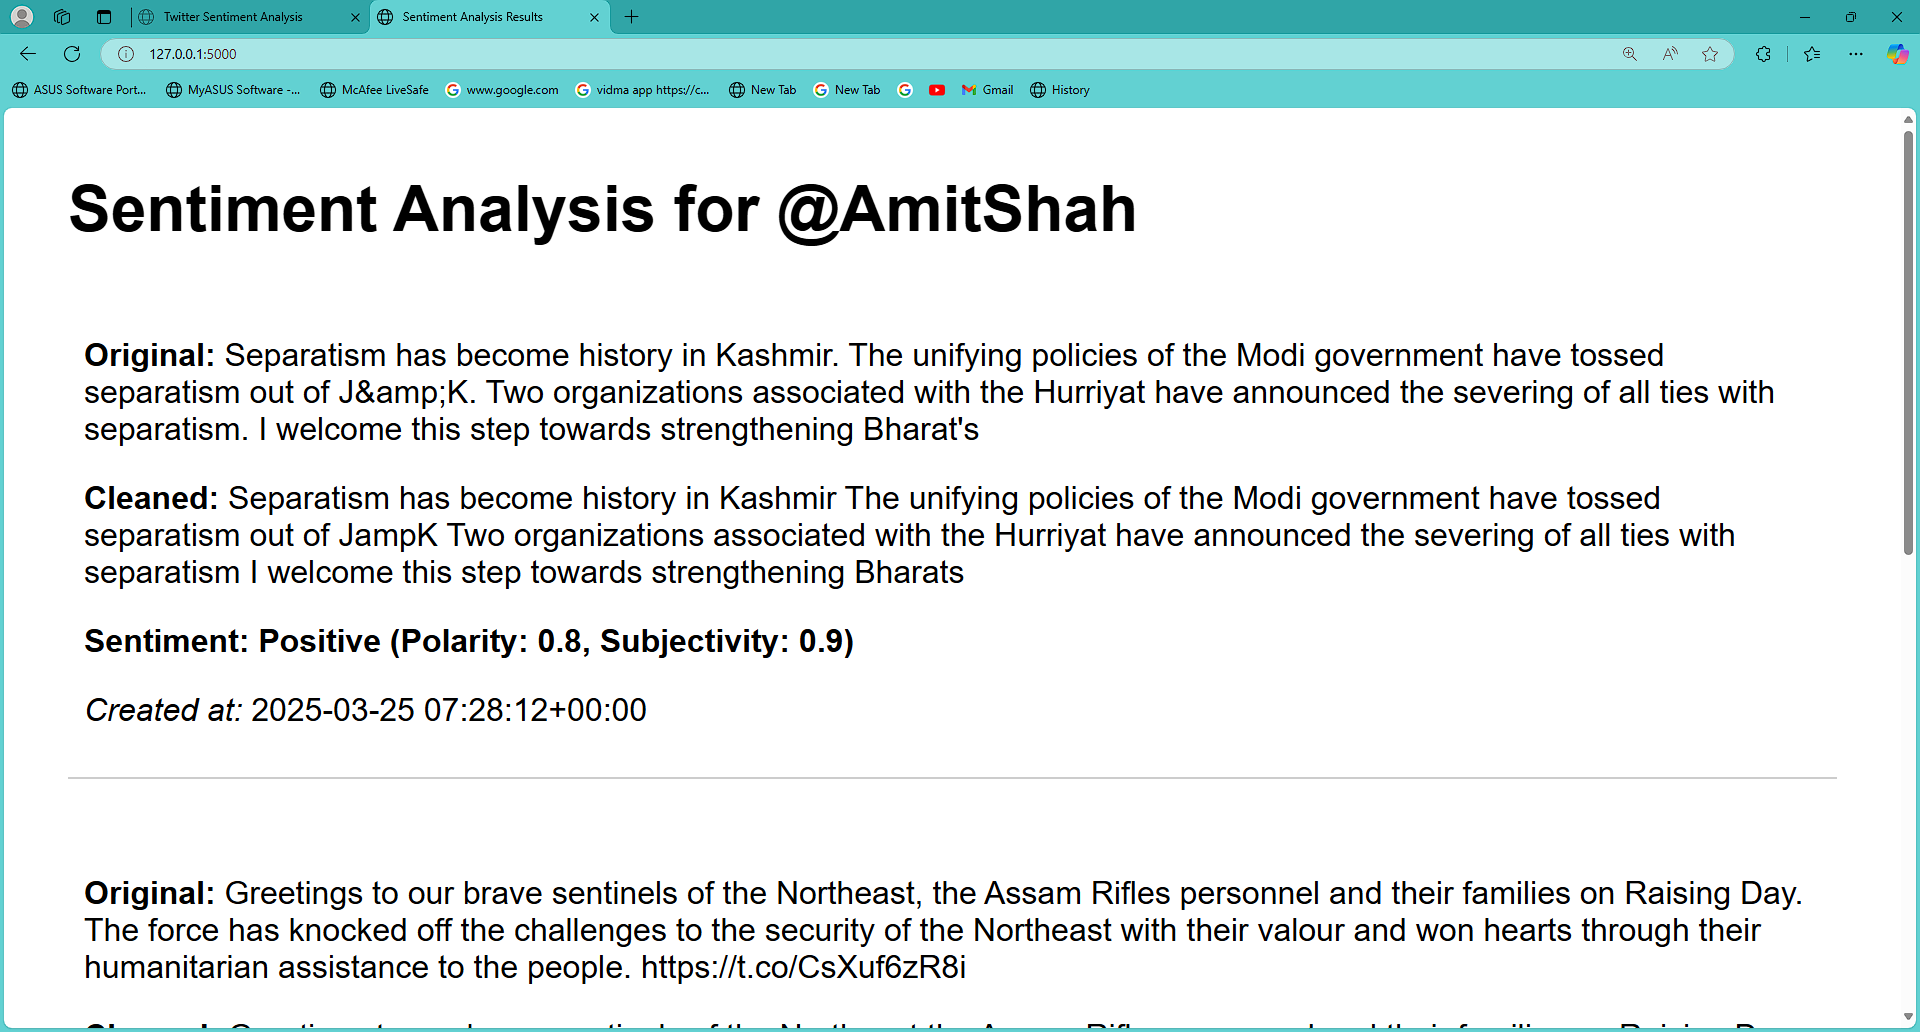 Twitter Sentiment Analysis
Sentiment Analysis Results
127.0.0.1:5000
ASUS Software Port...
MyASUS Software -...
McAfee LiveSafe
www.google.com
vidma app https://c...
New Tab
New Tab
Gmail
History
Sentiment Analysis for @AmitShah
Original: Separatism has become history in Kashmir. The unifying policies of the Modi government have tossed
separatism out of J&amp;K. Two organizations associated with the Hurriyat have announced the severing of all ties with
separatism. I welcome this step towards strengthening Bharat's
Cleaned: Separatism has become history in Kashmir The unifying policies of the Modi government have tossed
separatism out of JampK Two organizations associated with the Hurriyat have announced the severing of all ties with
separatism I welcome this step towards strengthening Bharats
Sentiment: Positive (Polarity: 0.8, Subjectivity: 0.9)
Created at: 2025-03-25 07:28:12+00:00
Original: Greetings to our brave sentinels of the Northeast, the Assam Rifles personnel and their families on Raising Day.
The force has knocked off the challenges to the security of the Northeast with their valour and won hearts through their
humanitarian assistance to the people. https://t.co/CsXuf6zR8i